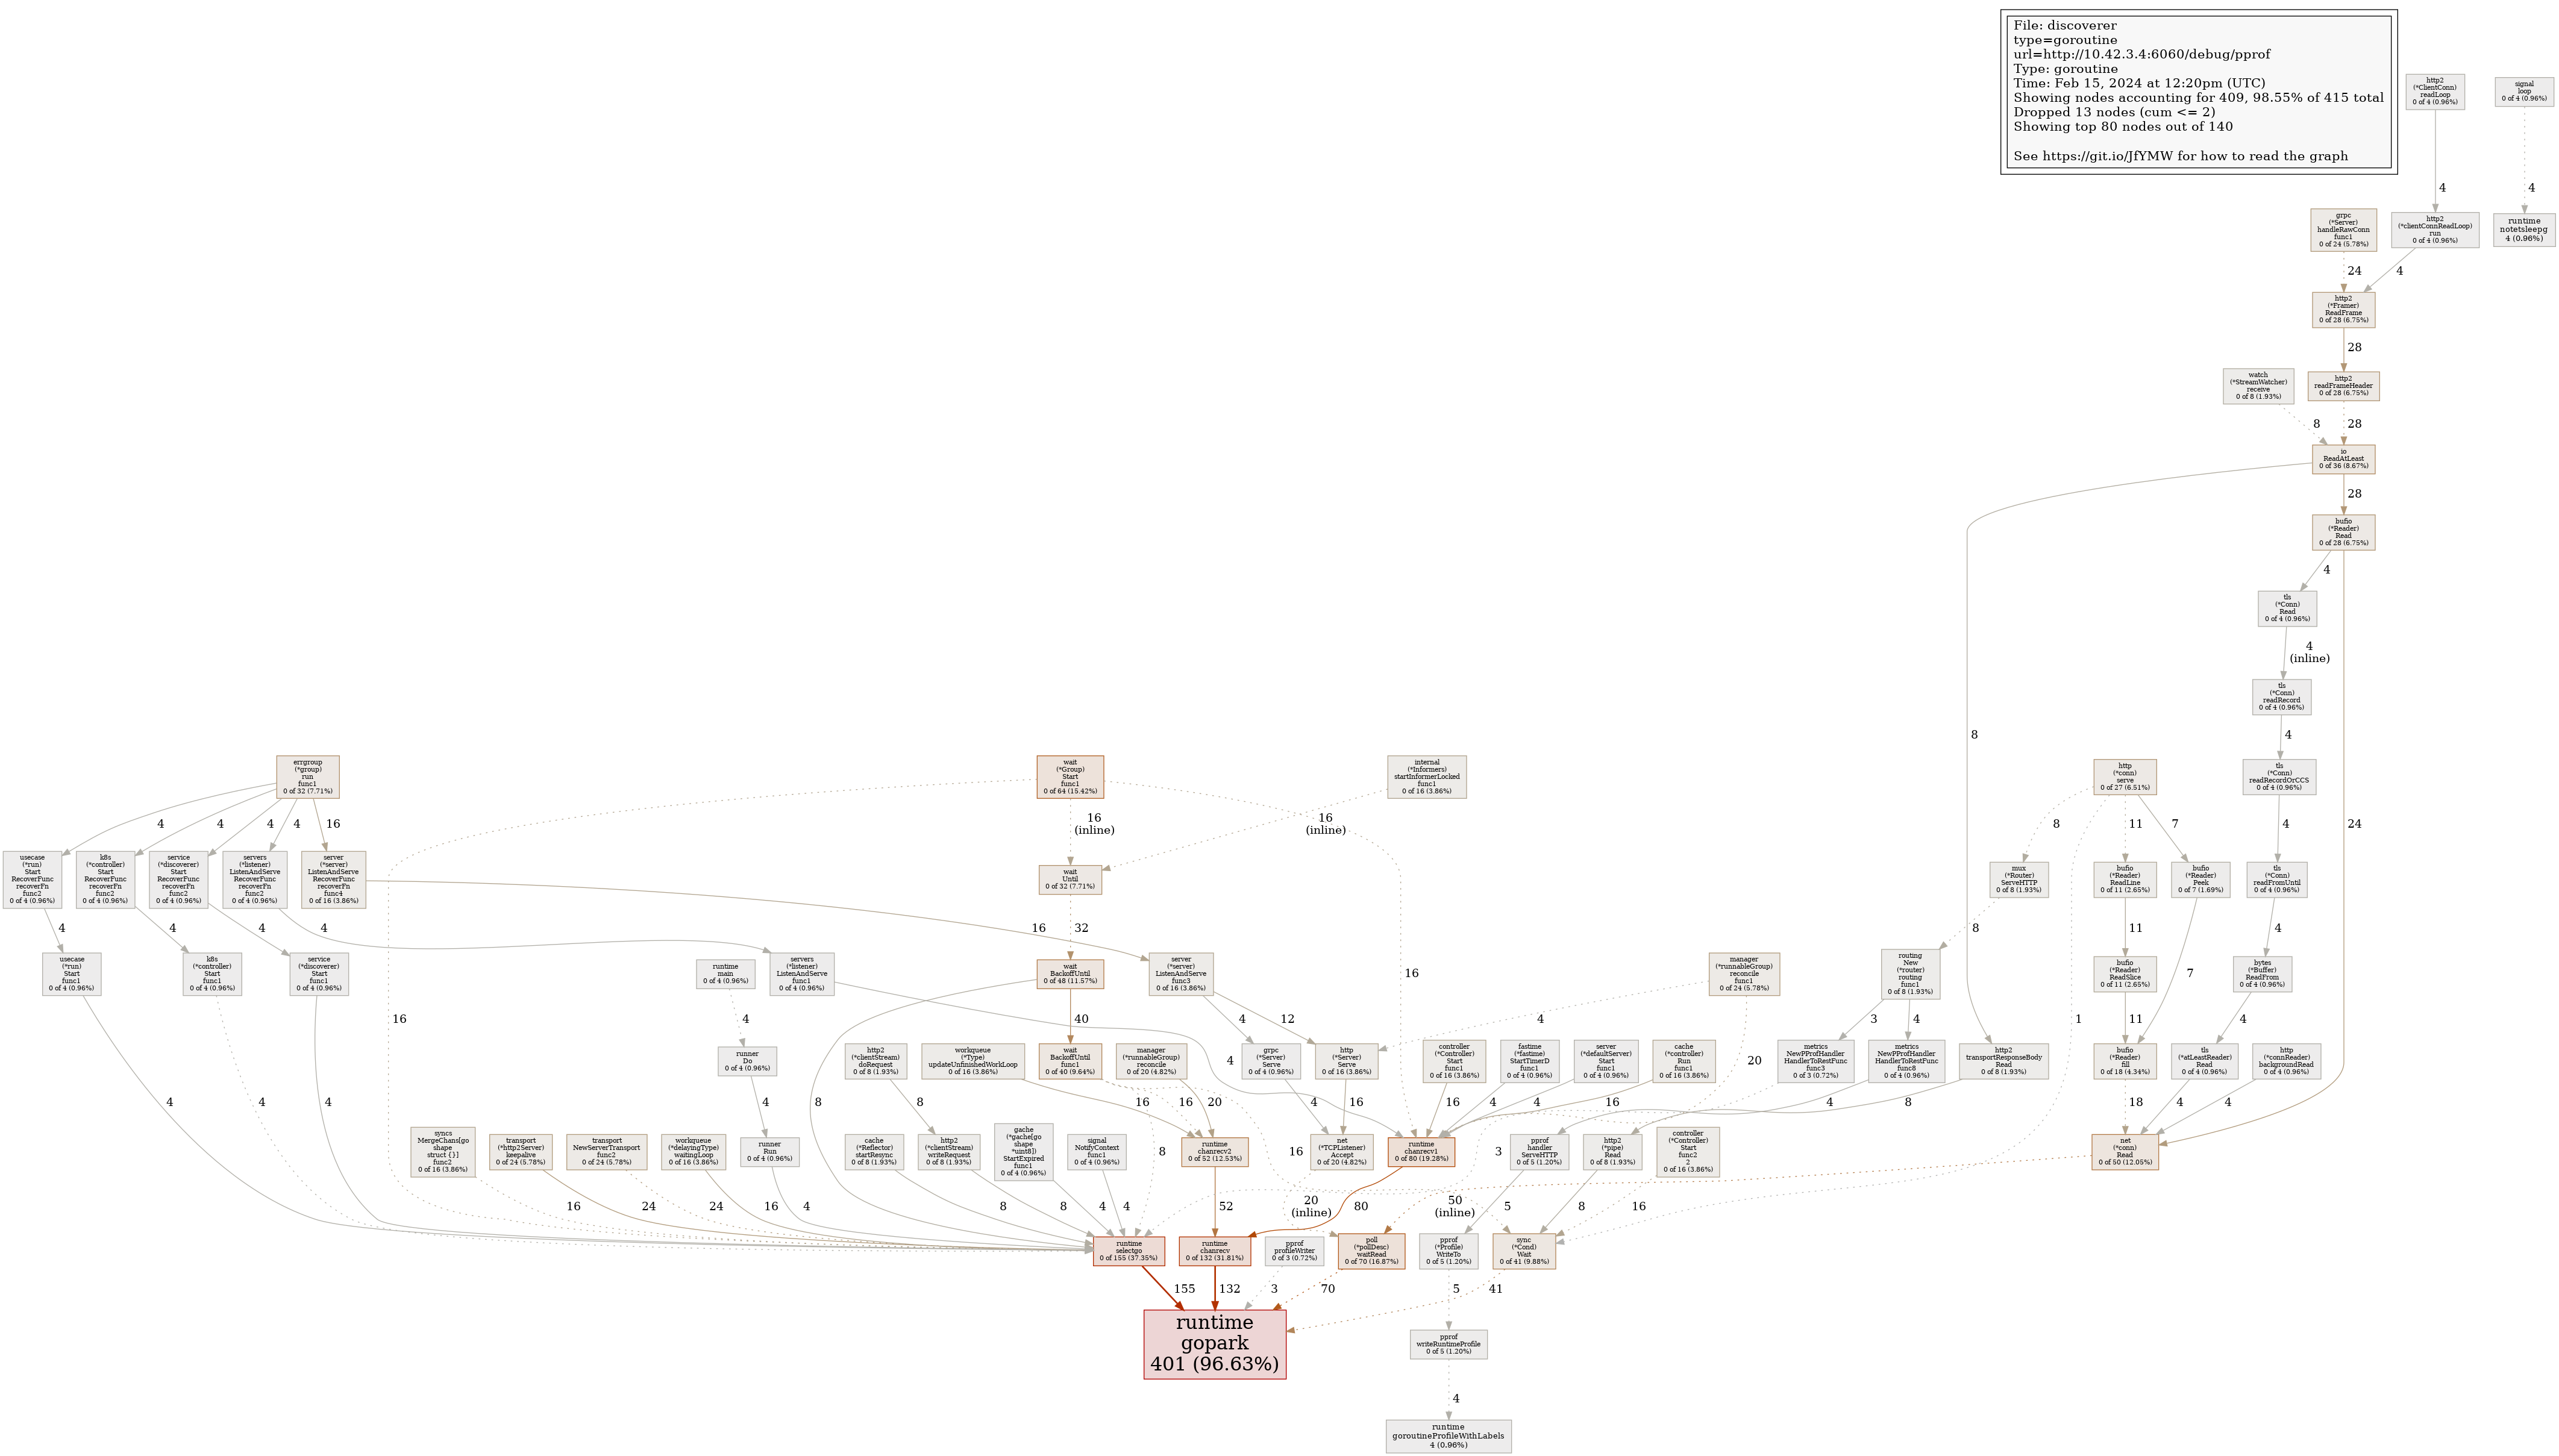 File: discoverer
type=goroutine
url=http://10.42.3.4:6060/debug/pprof
Type: goroutine
Time: Feb 15, 2024 at 12:20pm (UTC)
Showing nodes accounting for 409, 98.55% of 415 total
Dropped 13 nodes (cum <= 2)
Showing top 80 nodes out of 140
See https://git.io/JfYMW for how to read the graph
http2
(*ClientConn)
readLoop
0 of 4 (0.96%)
signal
loop
0 of 4 (0.96%)
4
4
grpc
(*Server)
handleRawConn
func1
0 of 24 (5.78%)
http2
(*clientConnReadLoop)
run
0 of 4 (0.96%)
runtime
notetsleepg
4 (0.96%)
24
4
http2
(*Framer)
ReadFrame
0 of 28 (6.75%)
28
watch
(*StreamWatcher)
receive
0 of 8 (1.93%)
http2
readFrameHeader
0 of 28 (6.75%)
8
28
io
ReadAtLeast
0 of 36 (8.67%)
28
bufio
(*Reader)
Read
0 of 28 (6.75%)
4
tls
(*Conn)
Read
0 of 4 (0.96%)
4
(inline)
tls
(*Conn)
readRecord
0 of 4 (0.96%)
8
4
errgroup
(*group)
run
func1
0 of 32 (7.71%)
wait
(*Group)
Start
func1
0 of 64 (15.42%)
internal
(*Informers)
startInformerLocked
func1
0 of 16 (3.86%)
http
(*conn)
serve
0 of 27 (6.51%)
tls
(*Conn)
readRecordOrCCS
0 of 4 (0.96%)
4
4
4
4
16
16
(inline)
16
(inline)
8
11
7
4
24
usecase
(*run)
Start
RecoverFunc
recoverFn
func2
0 of 4 (0.96%)
k8s
(*controller)
Start
RecoverFunc
recoverFn
func2
0 of 4 (0.96%)
service
(*discoverer)
Start
RecoverFunc
recoverFn
func2
0 of 4 (0.96%)
servers
(*listener)
ListenAndServe
RecoverFunc
recoverFn
func2
0 of 4 (0.96%)
server
(*server)
ListenAndServe
RecoverFunc
recoverFn
func4
0 of 16 (3.86%)
wait
Until
0 of 32 (7.71%)
mux
(*Router)
ServeHTTP
0 of 8 (1.93%)
bufio
(*Reader)
ReadLine
0 of 11 (2.65%)
bufio
(*Reader)
Peek
0 of 7 (1.69%)
tls
(*Conn)
readFromUntil
0 of 4 (0.96%)
4
4
4
4
16
32
8
11
4
usecase
(*run)
Start
func1
0 of 4 (0.96%)
k8s
(*controller)
Start
func1
0 of 4 (0.96%)
service
(*discoverer)
Start
func1
0 of 4 (0.96%)
runtime
main
0 of 4 (0.96%)
servers
(*listener)
ListenAndServe
func1
0 of 4 (0.96%)
wait
BackoffUntil
0 of 48 (11.57%)
server
(*server)
ListenAndServe
func3
0 of 16 (3.86%)
manager
(*runnableGroup)
reconcile
func1
0 of 24 (5.78%)
routing
New
(*router)
routing
func1
0 of 8 (1.93%)
bufio
(*Reader)
ReadSlice
0 of 11 (2.65%)
bytes
(*Buffer)
ReadFrom
0 of 4 (0.96%)
16
4
40
4
12
16
4
3
4
1
11
7
4
runner
Do
0 of 4 (0.96%)
http2
(*clientStream)
doRequest
0 of 8 (1.93%)
workqueue
(*Type)
updateUnfinishedWorkLoop
0 of 16 (3.86%)
wait
BackoffUntil
func1
0 of 40 (9.64%)
manager
(*runnableGroup)
reconcile
0 of 20 (4.82%)
grpc
(*Server)
Serve
0 of 4 (0.96%)
http
(*Server)
Serve
0 of 16 (3.86%)
controller
(*Controller)
Start
func1
0 of 16 (3.86%)
fastime
(*fastime)
StartTimerD
func1
0 of 4 (0.96%)
server
(*defaultServer)
Start
func1
0 of 4 (0.96%)
cache
(*controller)
Run
func1
0 of 16 (3.86%)
metrics
NewPProfHandler
HandlerToRestFunc
func3
0 of 3 (0.72%)
metrics
NewPProfHandler
HandlerToRestFunc
func8
0 of 4 (0.96%)
http2
transportResponseBody
Read
0 of 8 (1.93%)
bufio
(*Reader)
fill
0 of 18 (4.34%)
tls
(*atLeastReader)
Read
0 of 4 (0.96%)
http
(*connReader)
backgroundRead
0 of 4 (0.96%)
4
20
4
4
4
4
8
8
16
16
20
4
16
16
4
4
16
4
8
18
4
4
syncs
MergeChans[go
shape
struct {}]
func2
0 of 16 (3.86%)
transport
(*http2Server)
keepalive
0 of 24 (5.78%)
transport
NewServerTransport
func2
0 of 24 (5.78%)
workqueue
(*delayingType)
waitingLoop
0 of 16 (3.86%)
runner
Run
0 of 4 (0.96%)
cache
(*Reflector)
startResync
0 of 8 (1.93%)
http2
(*clientStream)
writeRequest
0 of 8 (1.93%)
gache
(*gache[go
shape
*uint8])
StartExpired
func1
0 of 4 (0.96%)
signal
NotifyContext
func1
0 of 4 (0.96%)
8
runtime
chanrecv2
0 of 52 (12.53%)
16
net
(*TCPListener)
Accept
0 of 20 (4.82%)
runtime
chanrecv1
0 of 80 (19.28%)
3
pprof
handler
ServeHTTP
0 of 5 (1.20%)
http2
(*pipe)
Read
0 of 8 (1.93%)
controller
(*Controller)
Start
func2
2
0 of 16 (3.86%)
net
(*conn)
Read
0 of 50 (12.05%)
16
24
24
16
4
8
8
4
4
52
20
(inline)
80
50
(inline)
5
8
16
runtime
selectgo
0 of 155 (37.35%)
runtime
chanrecv
0 of 132 (31.81%)
pprof
profileWriter
0 of 3 (0.72%)
poll
(*pollDesc)
waitRead
0 of 70 (16.87%)
pprof
(*Profile)
WriteTo
0 of 5 (1.20%)
sync
(*Cond)
Wait
0 of 41 (9.88%)
155
132
3
70
5
41
runtime
gopark
401 (96.63%)
pprof
writeRuntimeProfile
0 of 5 (1.20%)
4
runtime
goroutineProfileWithLabels
4 (0.96%)